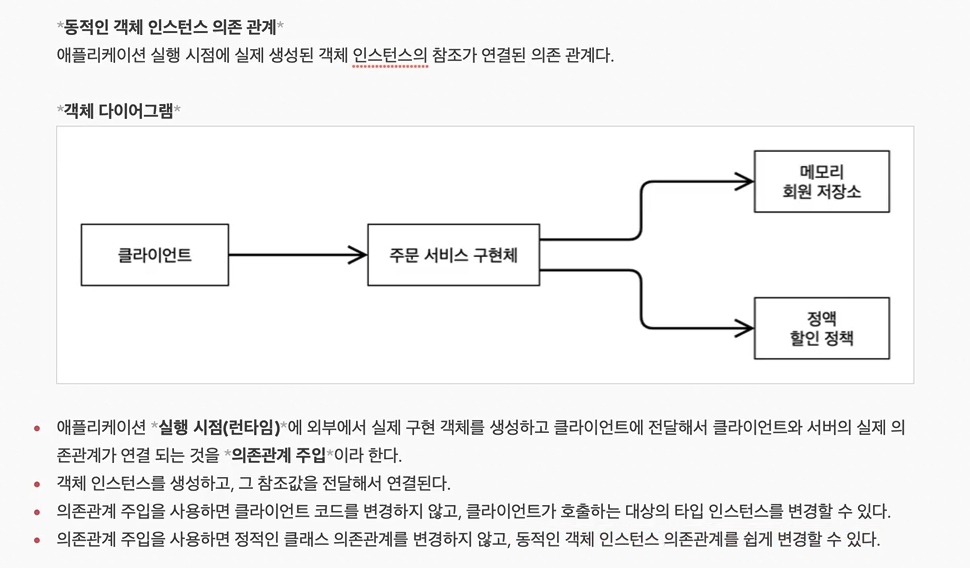 *동적인 객체 인스턴스 의존 관계*
애플리케이션 실행 시점에 실제 생성된 객체 인스턴스의 참조가 연결된 의존 관계다.
*객체 다이어그램*
메모리
회원 저장소
클라이언트
주문 서비스 구현체
정액
할인 정책
• 애플리케이션 *실행 시점(런타임)*에 외부에서 실제 구현 객체를 생성하고 클라이언트에 전달해서 클라이언트와 서버의 실제 의
존관계가 연결 되는 것을 *의존관계 주입*이라 한다.
• 객체 인스턴스를 생성하고, 그 참조값을 전달해서 연결된다.
• 의존관계 주입을 사용하면 클라이언트 코드를 변경하지 않고, 클라이언트가 호출하는 대상의 타입 인스턴스를 변경할 수 있다.
• 의존관계 주입을 사용하면 정적인 클래스 의존관계를 변경하지 않고, 동적인 객체 인스턴스 의존관계를 쉽게 변경할 수 있다.